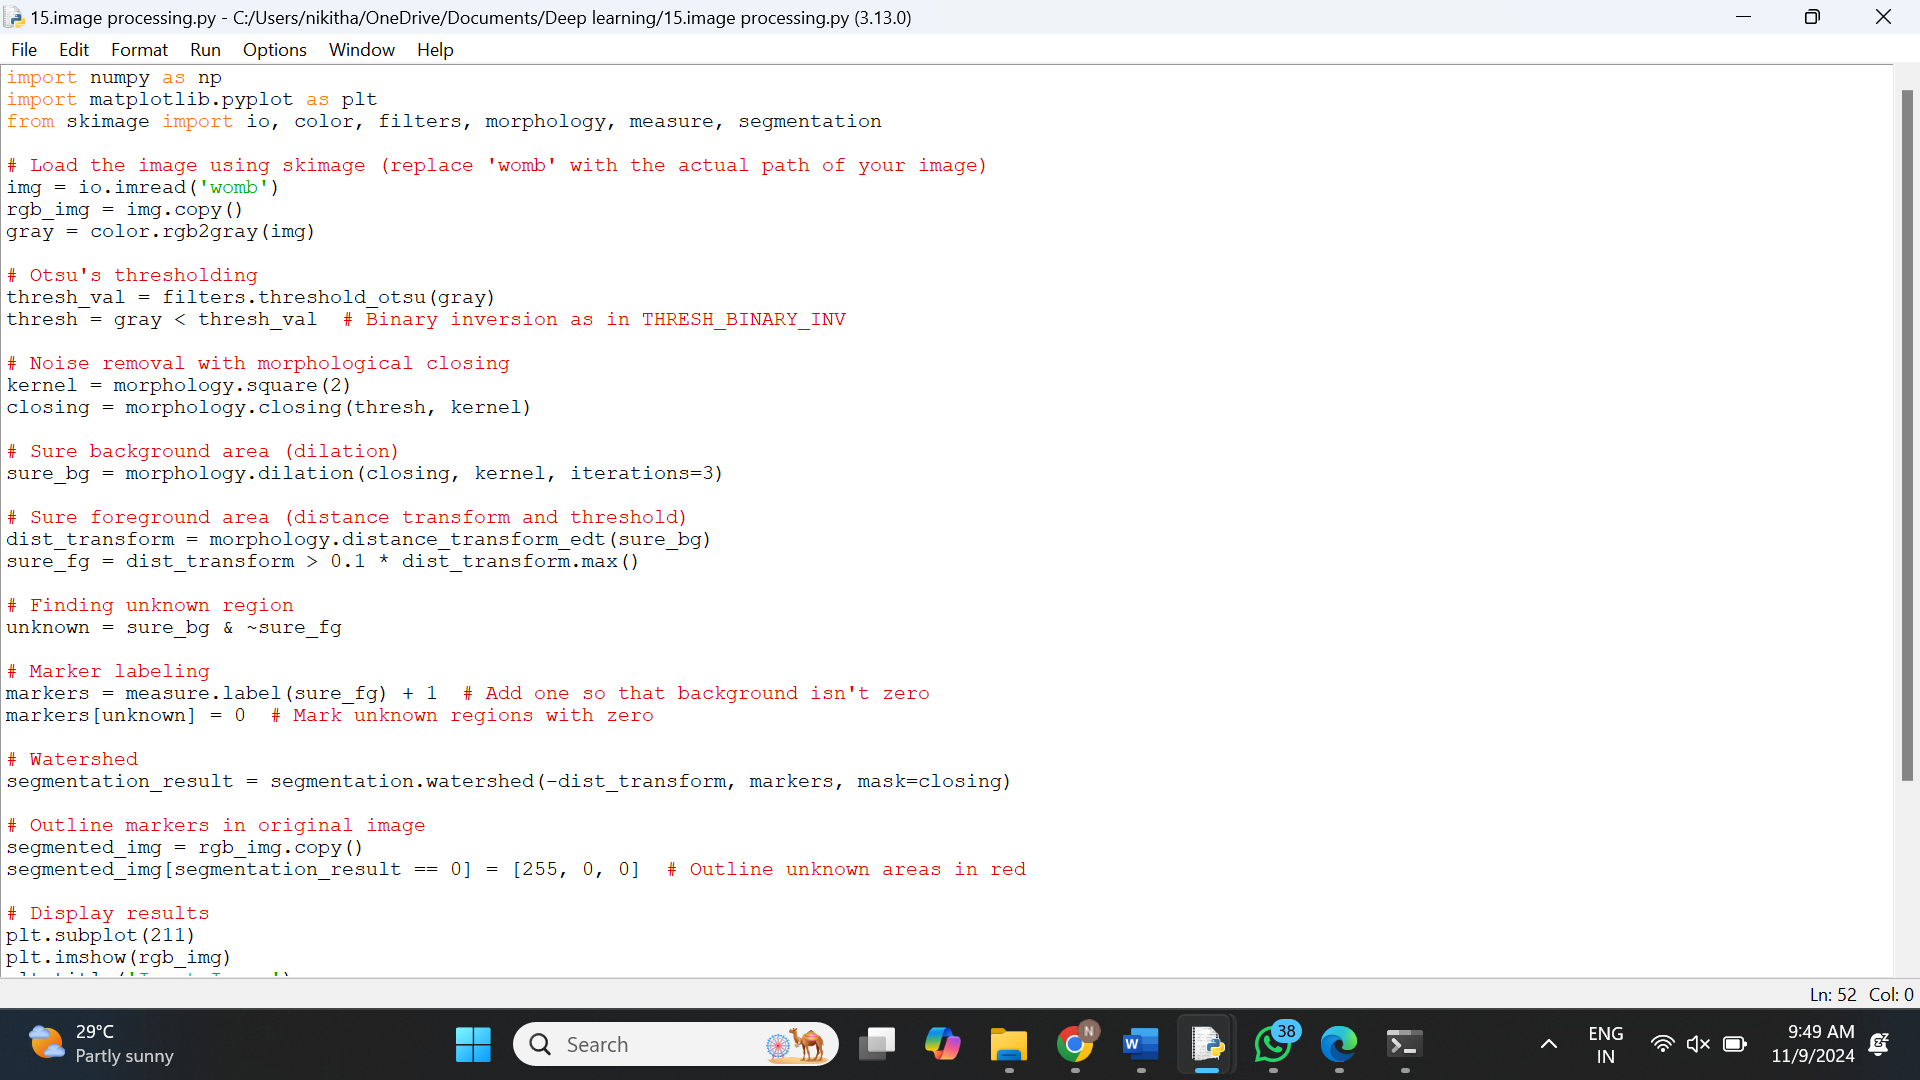 15.image processing.py - C:/Users/nikitha/OneDrive/Documents/Deep learning/15.image processing.py (3.13.0)
File Edit Format Run Options Window Help
import numpy as np
import matplotlib.pyplot as plt
from skimage import io, color, filters, morphology, measure, segmentation

# Load the image using skimage (replace 'womb' with the actual path of your image)
img = io.imread('womb')
rgb_img = img.copy()
gray = color.rgb2gray(img)

# Otsu's thresholding
thresh_val = filters.threshold_otsu(gray)
thresh = gray < thresh_val  # Binary inversion as in THRESH_BINARY_INV

# Noise removal with morphological closing
kernel = morphology.square(2)
closing = morphology.closing(thresh, kernel)

# Sure background area (dilation)
sure_bg = morphology.dilation(closing, kernel, iterations=3)

# Sure foreground area (distance transform and threshold)
dist_transform = morphology.distance_transform_edt(sure_bg)
sure_fg = dist_transform > 0.1 * dist_transform.max()

# Finding unknown region
unknown = sure_bg & ~sure_fg

# Marker labeling
markers = measure.label(sure_fg) + 1  # Add one so that background isn't zero
markers[unknown] = 0  # Mark unknown regions with zero

# Watershed
segmentation_result = segmentation.watershed(-dist_transform, markers, mask=closing)

# Outline markers in original image
segmented_img = rgb_img.copy()
segmented_img[segmentation_result == 0] = [255, 0, 0]  # Outline unknown areas in red

# Display results
plt.subplot(211)
plt.imshow(rgb_img)
Ln: 52 Col: 0
29°C
Partly sunny
Search
N
38
ENG
IN
9:49 AM
11/9/2024